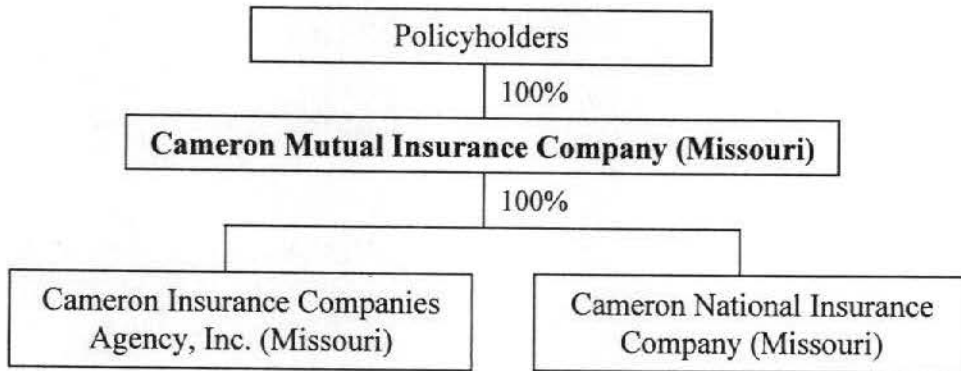 Policyholders
100%
Cameron Mutual Insurance Company (Missouri)
100%
Cameron Insurance Companies
Agency, Inc. (Missouri)
Cameron National Insurance
Company (Missouri)